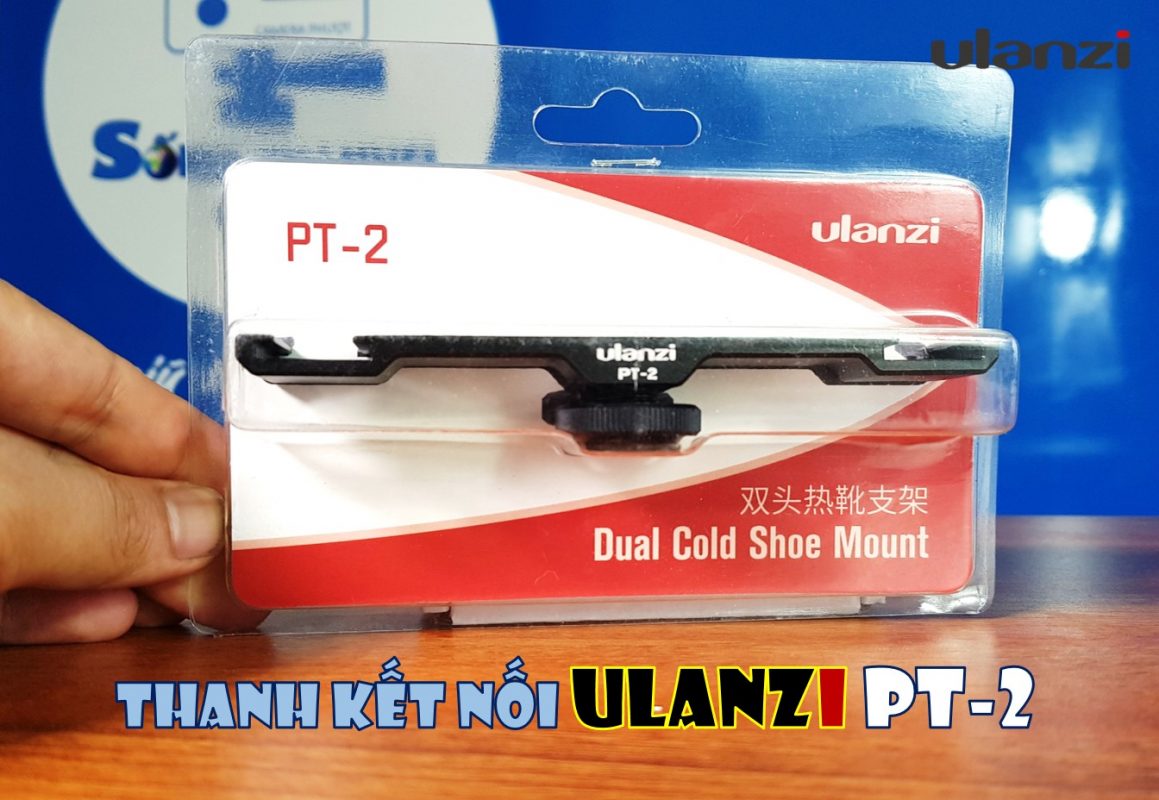 ulanzi
Số
PT-2
ulanzi
ulanzi
PT-2
双头热靴支架
Dual Cold Shoe Mount
THANH KẾT NỐI ULANZI PT-2